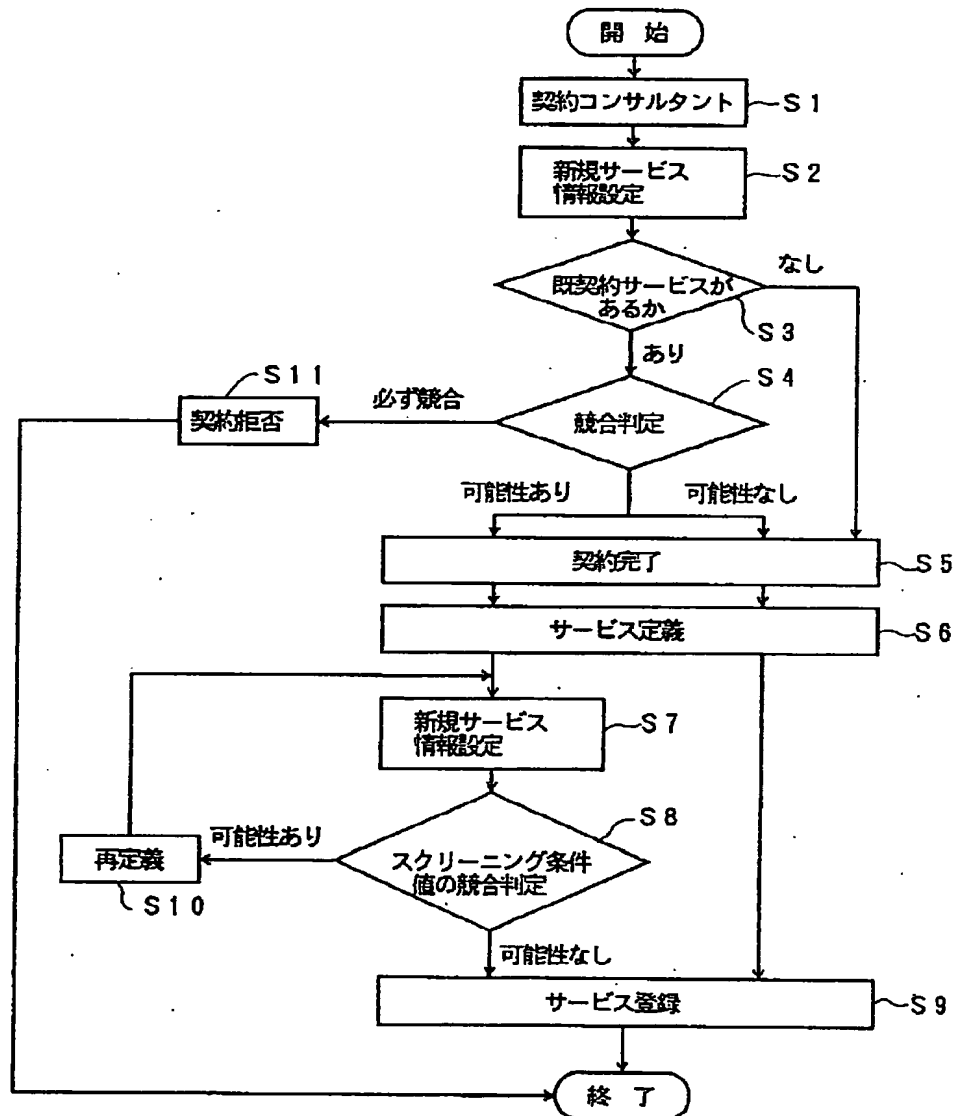 開 始
契約コンサルタント
S1
新規サービス
情報設定
S2
既契約サービスが
あるか
なし
S3
あり
S11
契約拒否
必ず競合
競合判定
S4
可能性あり
可能性なし
契約完了
S5
サービス定義
S6
新規サービス
情報設定
S7
スクリーニング条件
値の競合判定
S8
可能性あり
再定義
S10
可能性なし
サービス登録
S9
終 了